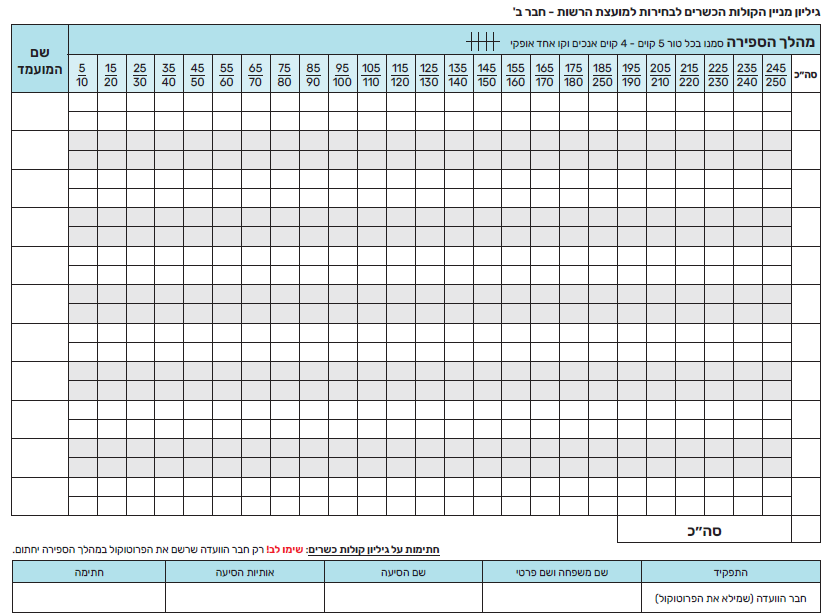 גיליון מניין הקולות הכשרים לבחירות למועצת הרשות - חבר ב'
מהלך הספירה סמנו בכל טור 5 קוים - 4 קוים אנכים וקו אחד אופקי
שם המועמד
5 15 25 35 45 55 65 75 85 95 105 115 125 135 145 155 165 175 185 195 205 215 225 235 245 סה״כ
10 20 30 40 50 60 70 80 90 100 110 120 130 140 150 160 170 180 250 190 210 220 230 240 250
סה״כ
חתימות על גיליון קולות כשרים: שימו לב! רק חבר הוועדה שרשם את הפרוטוקול במהלך הספירה יחתום.
התפקיד שם משפחה ושם פרטי שם הסיעה אותיות הסיעה חתימה
חבר הוועדה (שמילא את הפרוטוקול)